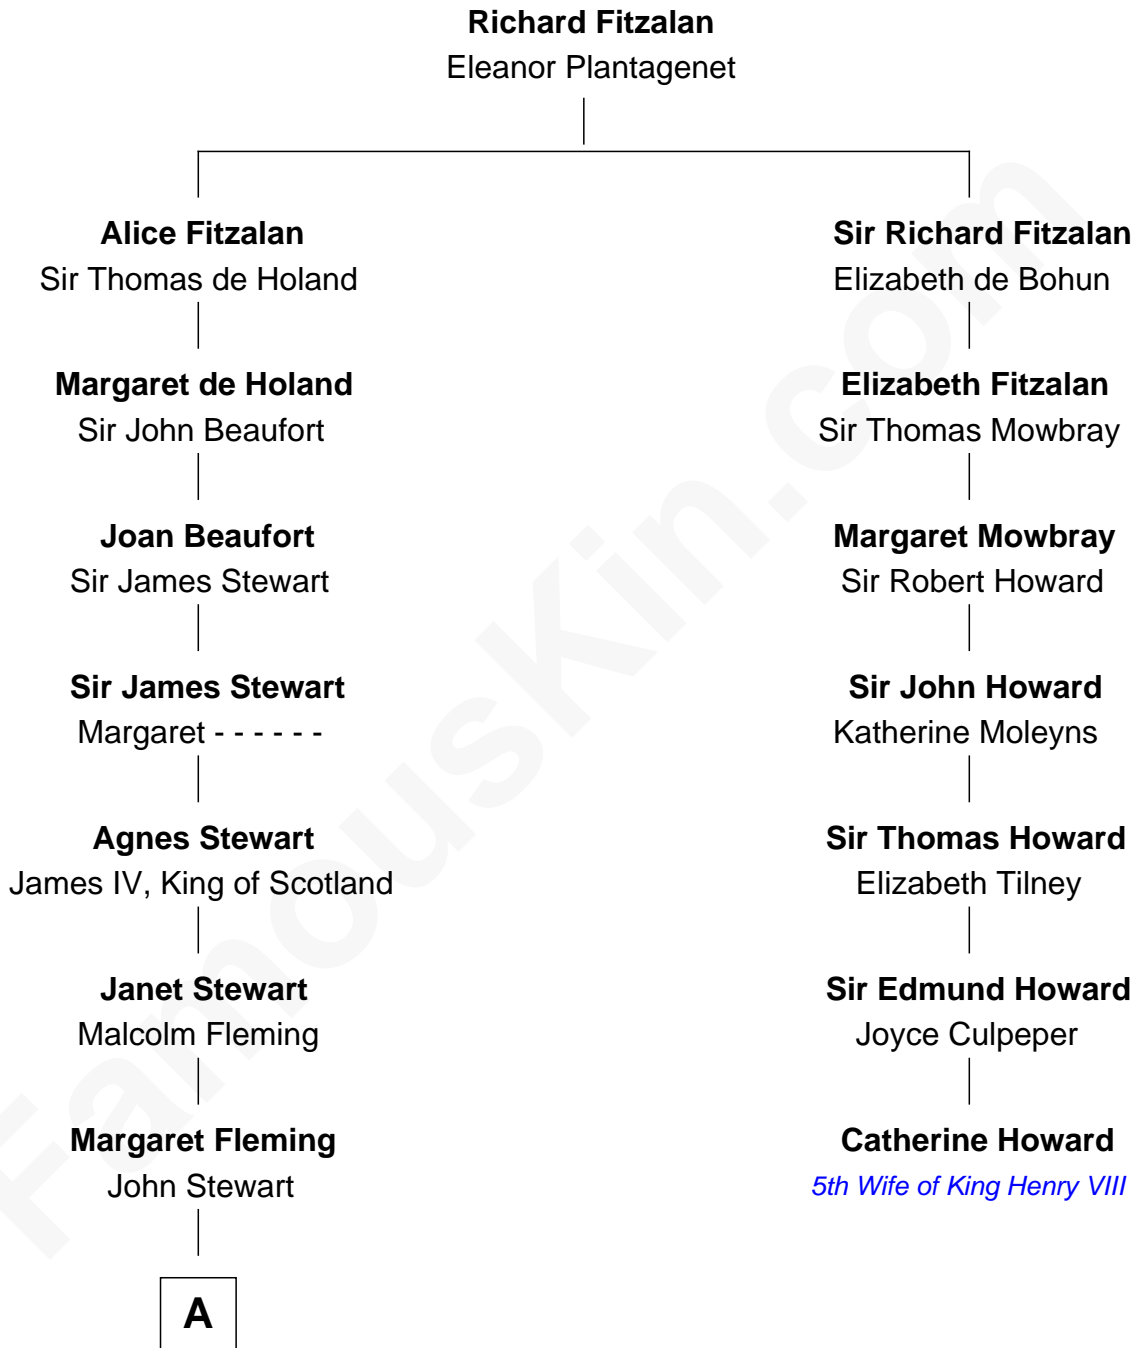 Richard Fitzalan
Eleanor Plantagenet
Alice Fitzalan
Sir Thomas de Holand
Sir Richard Fitzalan
Elizabeth de Bohun
Margaret de Holand
Sir John Beaufort
Elizabeth Fitzalan
Sir Thomas Mowbray
Joan Beaufort
Sir James Stewart
Margaret Mowbray
Sir Robert Howard
Sir James Stewart
Margaret - - - - - -
Sir John Howard
Katherine Moleyns
Agnes Stewart
James IV, King of Scotland
Sir Thomas Howard
Elizabeth Tilney
Janet Stewart
Malcolm Fleming
Sir Edmund Howard
Joyce Culpeper
Margaret Fleming
John Stewart
Catherine Howard
5th Wife of King Henry VIII
A
FamousKin.com